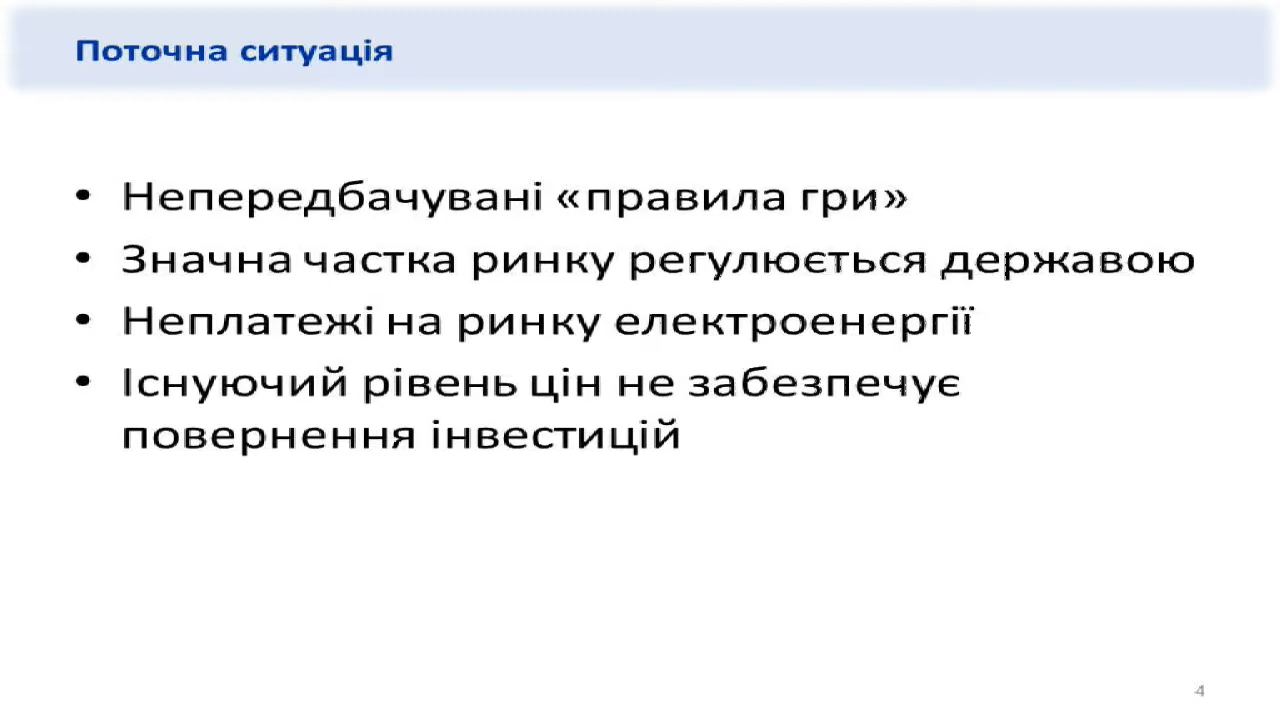 Поточна ситуація
• Непередбачувані «правила гри»
• Значна частка ринку регулюється державою
• Неплатежі на ринку електроенергії
• Існуючий рівень цін не забезпечує
повернення інвестицій
4